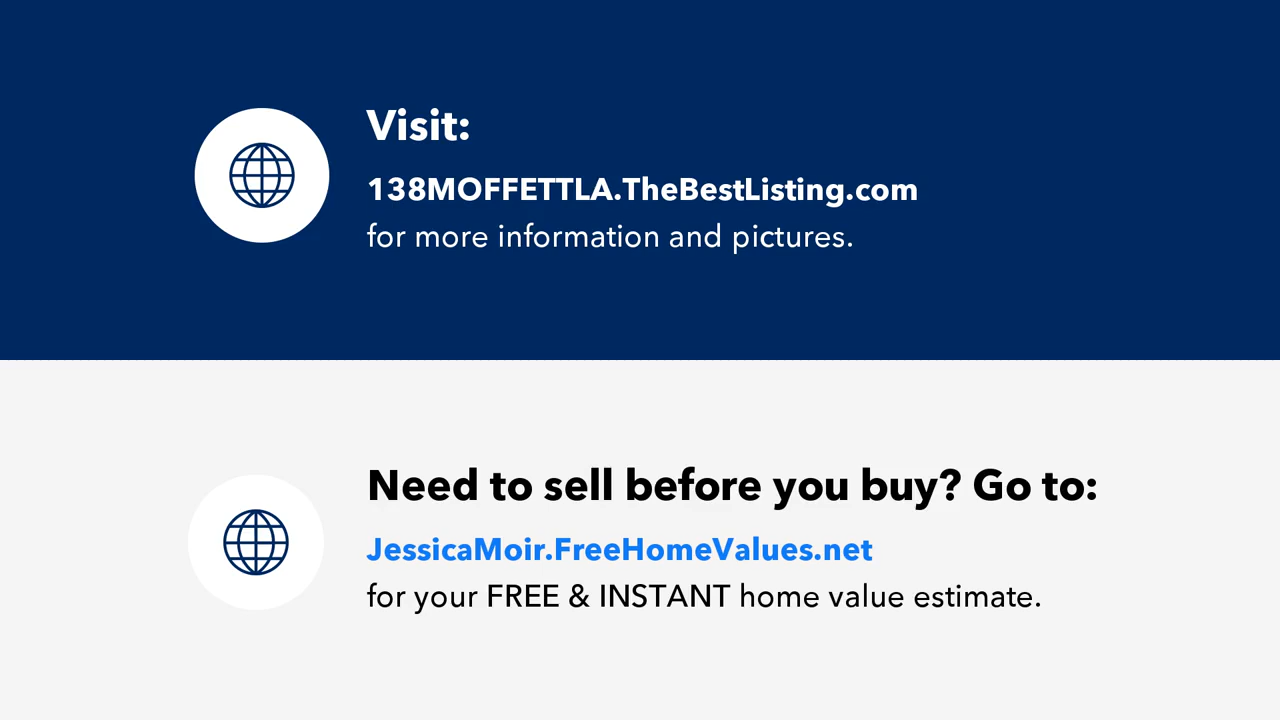 Visit:
138MOFFETTLA.TheBestListing.com
for more information and pictures.
Need to sell before you buy? Go to:
JessicaMoir.FreeHomeValues.net
for your FREE & INSTANT home value estimate.